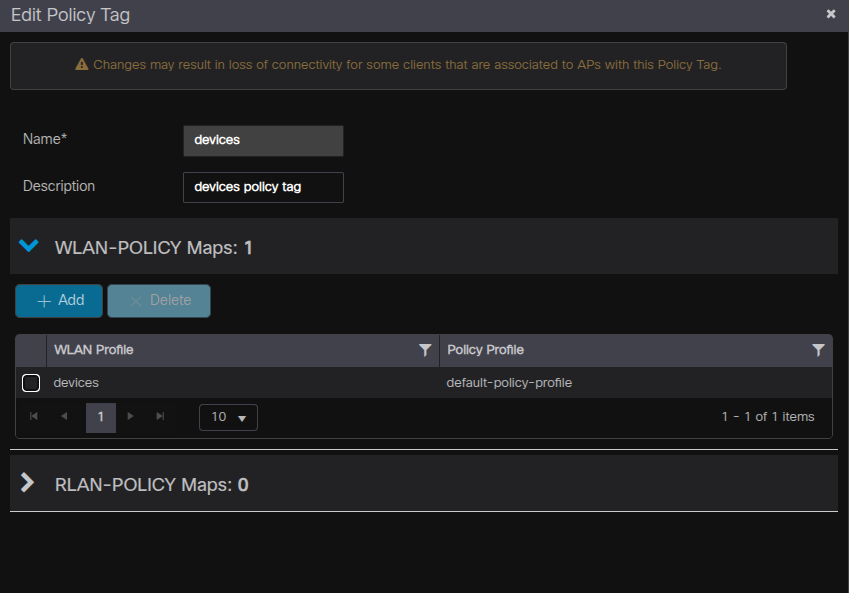 Edit Policy Tag
Changes may result in loss of connectivity for some clients that are associated to APs with this Policy Tag.
Name* devices
Description devices policy tag
WLAN-POLICY Maps: 1
Add Delete
WLAN Profile Policy Profile
devices default-policy-profile
1 10 1 - 1 of 1 items
RLAN-POLICY Maps: 0